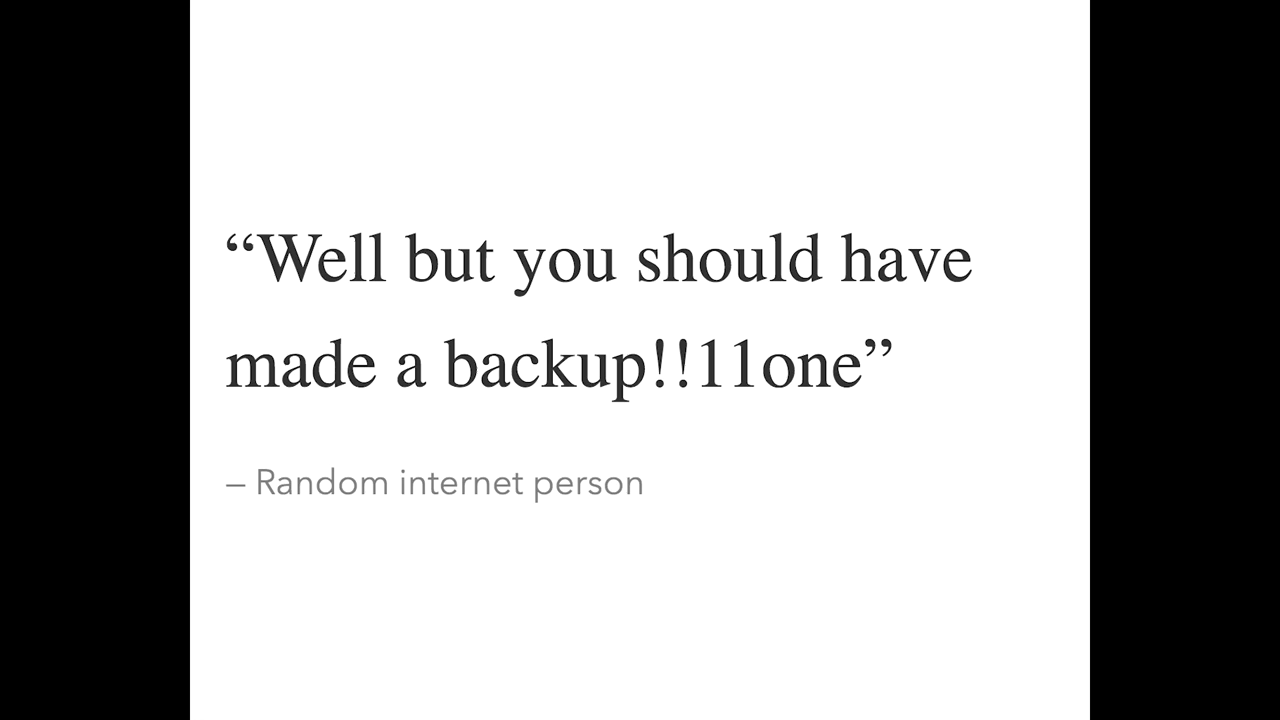 “Well but you should have
made a backup!!11one”
– Random internet person